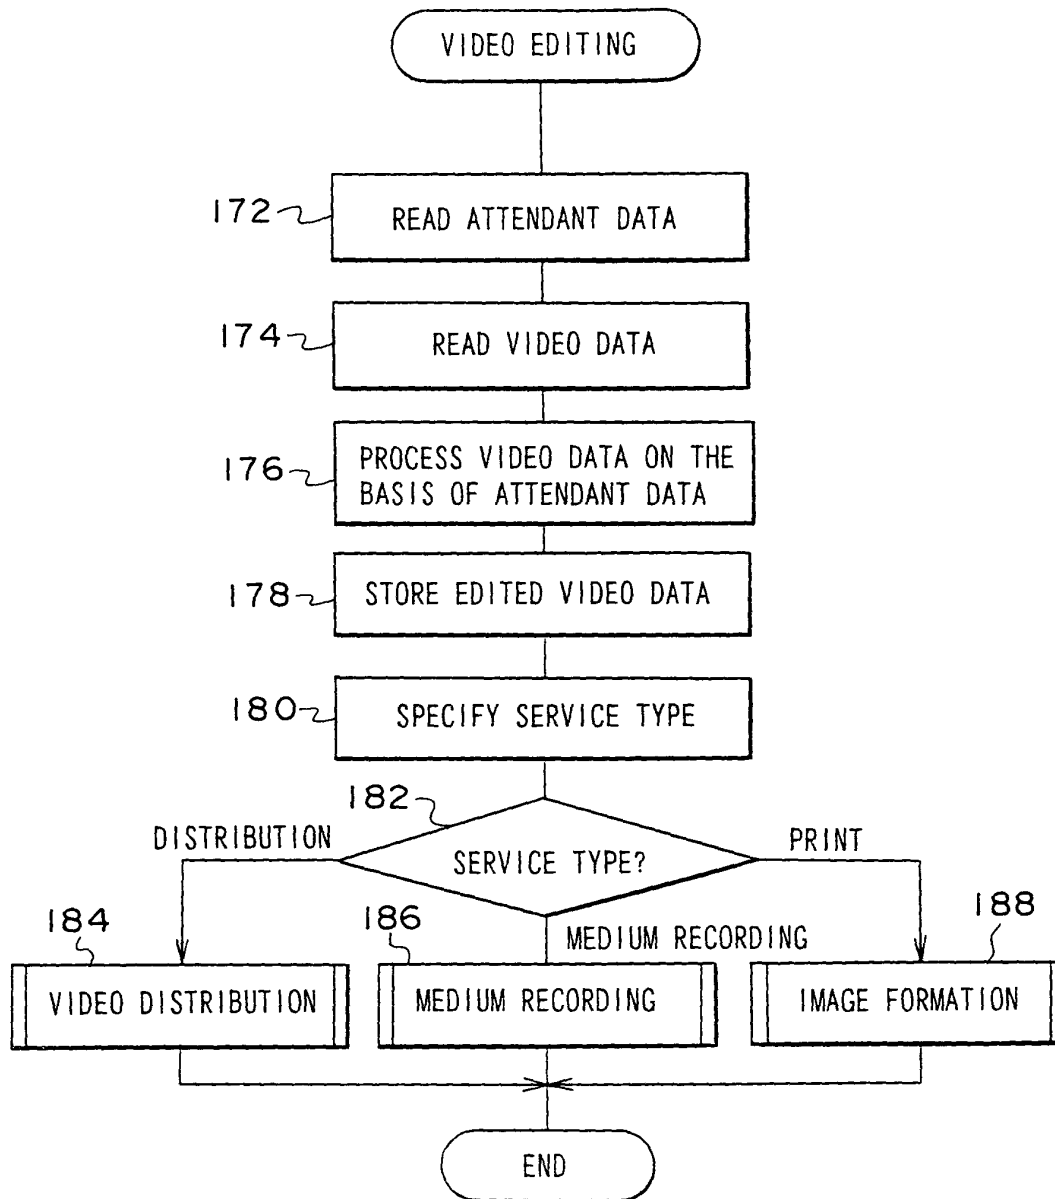 VIDEO EDITING
172
READ ATTENDANT DATA
174
READ VIDEO DATA
176
PROCESS VIDEO DATA ON THE
BASIS OF ATTENDANT DATA
178
STORE EDITED VIDEO DATA
180
SPECIFY SERVICE TYPE
182
DISTRIBUTION
SERVICE TYPE?
PRINT
184
186
MEDIUM RECORDING
188
VIDEO DISTRIBUTION
MEDIUM RECORDING
IMAGE FORMATION
END